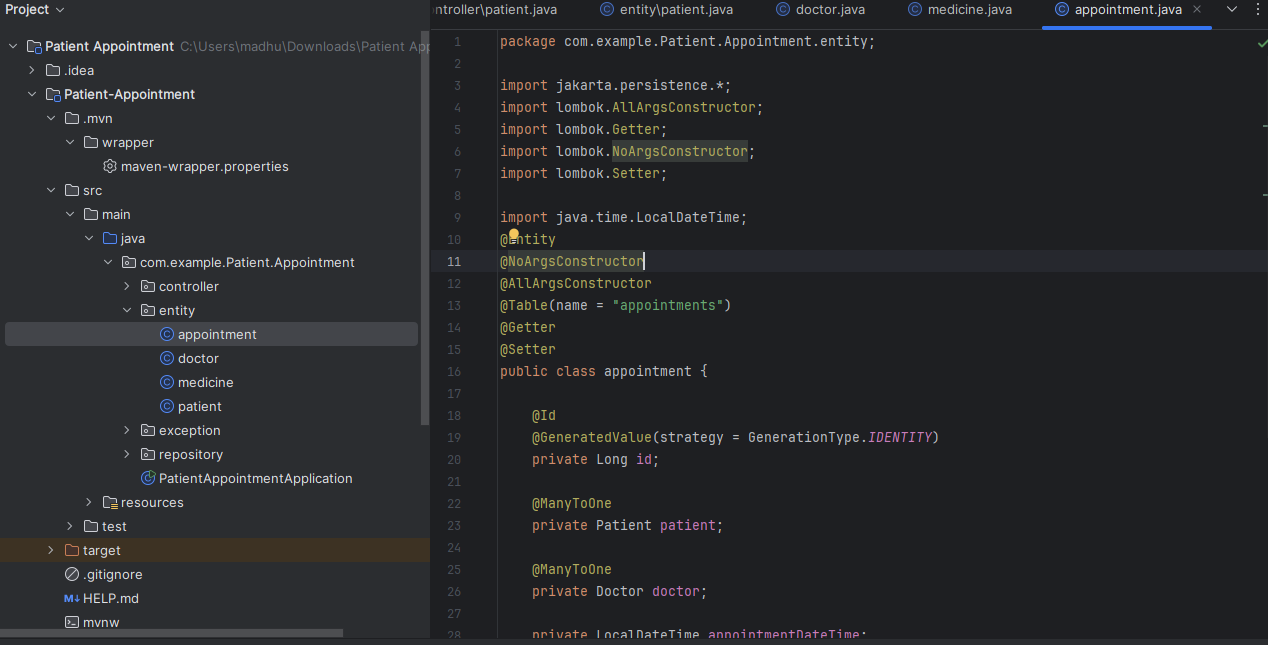 Project
Patient Appointment C:\Users\madhu\Downloads\Patient App
.idea
Patient-Appointment
.mvn
wrapper
maven-wrapper.properties
src
main
java
com.example.Patient.Appointment
controller
entity
appointment
doctor
medicine
patient
exception
repository
PatientAppointmentApplication
resources
test
target
.gitignore
M↓ HELP.md
mvnw
ntroller\patient.java entity\patient.java doctor.java medicine.java appointment.java
1 package com.example.Patient.Appointment.entity;
2
3 import jakarta.persistence.*;
4 import lombok.AllArgsConstructor;
5 import lombok.Getter;
6 import lombok.NoArgsConstructor;
7 import lombok.Setter;
8
9 import java.time.LocalDateTime;
10 @Entity
11 @NoArgsConstructor
12 @AllArgsConstructor
13 @Table(name = "appointments")
14 @Getter
15 @Setter
16 public class appointment {
17
18 @Id
19 @GeneratedValue(strategy = GenerationType.IDENTITY)
20 private Long id;
21
22 @ManyToOne
23 private Patient patient;
24
25 @ManyToOne
26 private Doctor doctor;
27
28 private LocalDateTime appointmentDateTime;